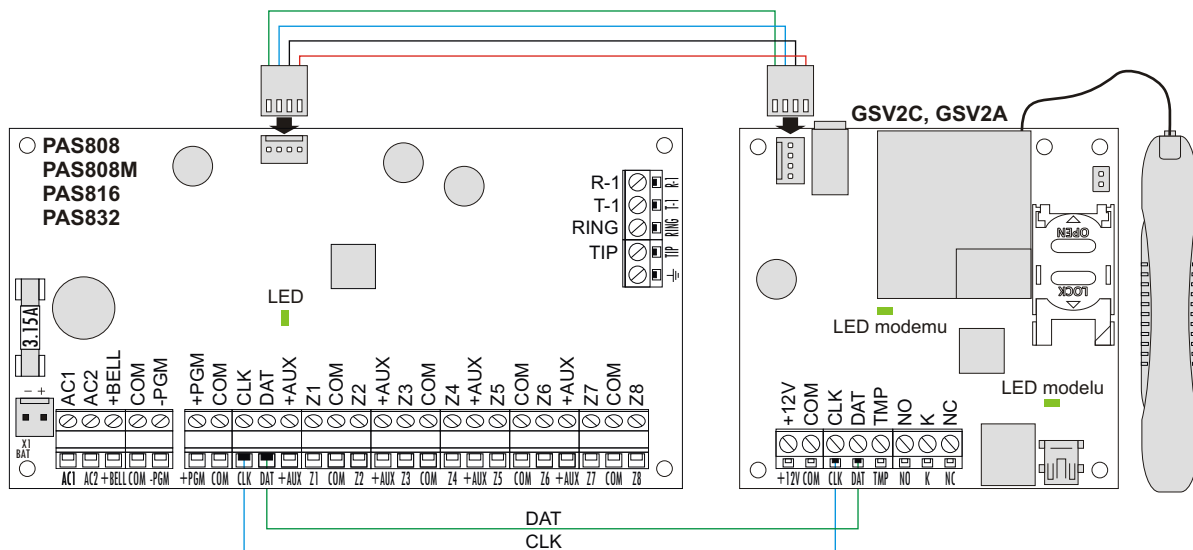 GSV2C, GSV2A
PAS808
PAS808M
PAS816
PAS832
R-1 R-1
T-1 T-1
RING RING
TIP TIP
OPEN
LOCK
LED
3.15A
LED modemu
LED modelu
- +
X1
BAT
AC1 AC2 +BELL COM -PGM +PGM COM CLK DAT +AUX Z1 COM Z2 +AUX Z3 COM Z4 +AUX Z5 COM Z6 +AUX Z7 COM Z8
AC1 AC2 +BELL COM -PGM +PGM COM CLK DAT +AUX Z1 COM Z2 +AUX Z3 COM Z4 +AUX Z5 COM Z6 +AUX Z7 COM Z8
+12V COM CLK DAT TMP NO K NC
+12V COM CLK DAT TMP NO K NC
DAT
CLK